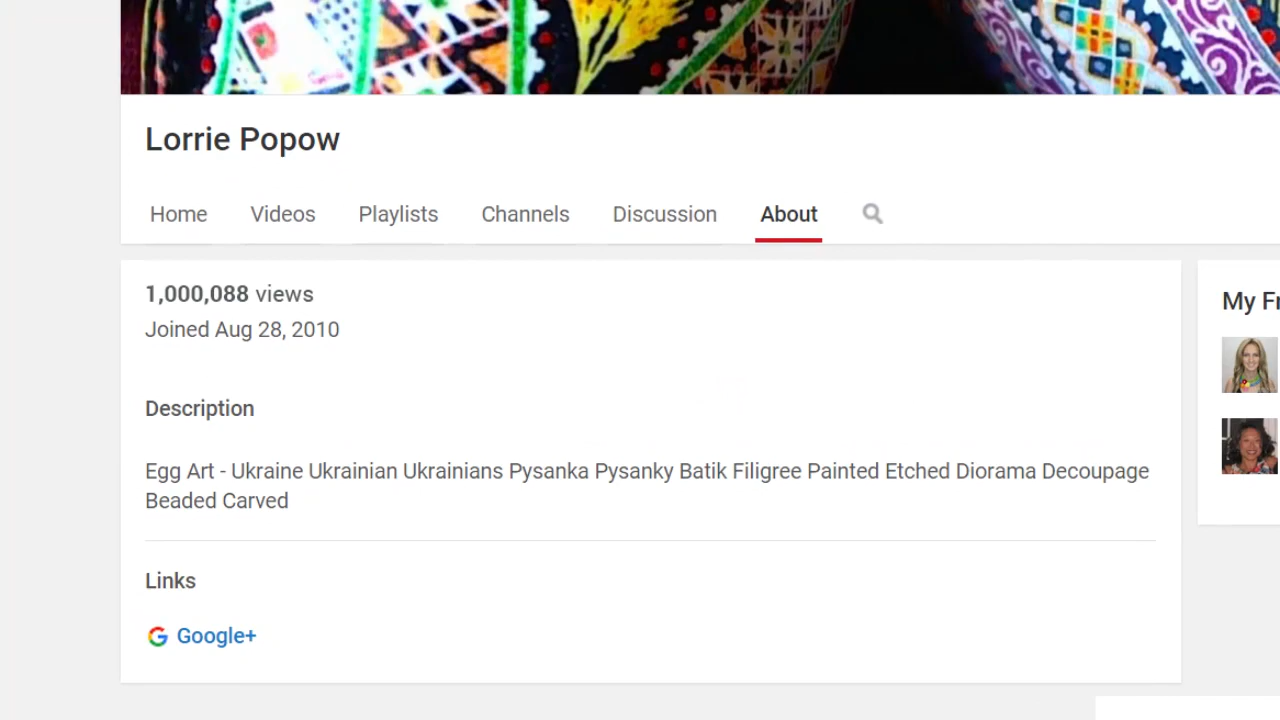 Lorrie Popow
Home Videos Playlists Channels Discussion About
1,000,088 views
Joined Aug 28, 2010
Description
Egg Art - Ukraine Ukrainian Ukrainians Pysanka Pysanky Batik Filigree Painted Etched Diorama Decoupage
Beaded Carved
Links
Google+
My